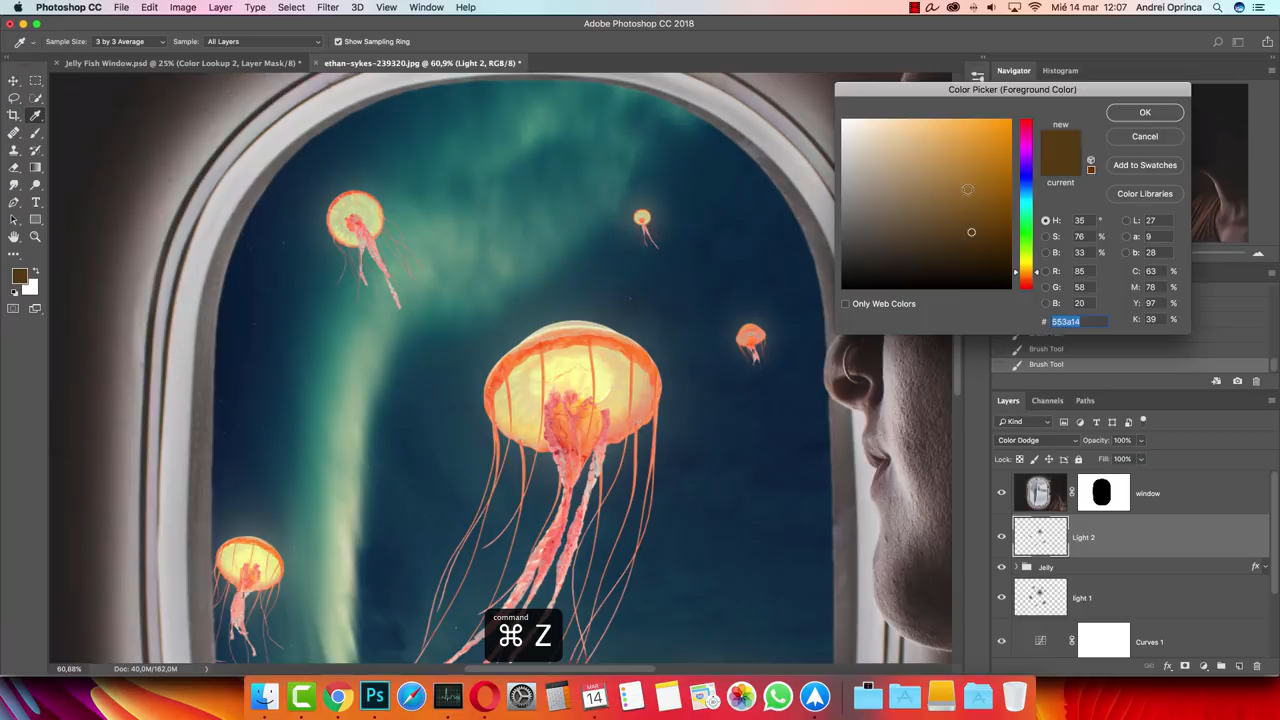 Photoshop CC File Edit Image Layer Type Select Filter 3D View Window Help Mié 14 mar 12:07 Andrei Oprinca
Adobe Photoshop CC 2018
Sample Size: 3 by 3 Average Sample: All Layers Show Sampling Ring
Jelly Fish Window.psd @ 25% (Color Lookup 2, Layer Mask/8) *
ethan-sykes-239320.jpg @ 60,9% (Light 2, RGB/8) *
Navigator Histogram
Color Picker (Foreground Color)
new
current
OK
Cancel
Add to Swatches
Color Libraries
H: 35 °
S: 76 %
B: 33 %
R: 85
G: 58
B: 20
# 553a14
L: 27
a: 9
b: 28
C: 63 %
M: 78 %
Y: 97 %
K: 39 %
Only Web Colors
Brush Tool
Brush Tool
Layers Channels Paths
Kind
Color Dodge Opacity: 100%
Lock: Fill: 100%
window
Light 2
Jelly fx
light 1
Curves 1
command
⌘ Z
60,88% Doc: 40,0M/162,0M
fx
Ps
MAR
14